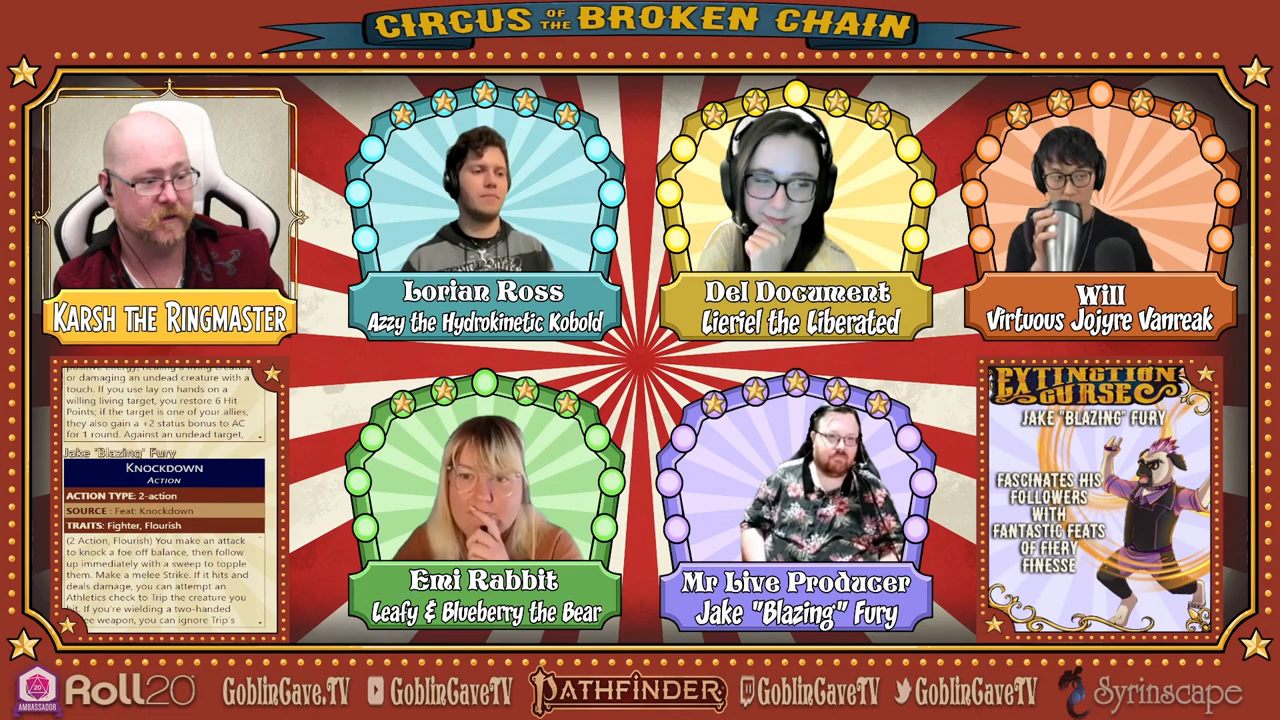 CIRCUS OF THE BROKEN CHAIN
KARSH THE RINGMASTER
Lorian Ross
Azzy the Hydrokinetic Kobold
Del Document
Lieriel the Liberated
Will
Virtuous Jojyre Vanreak
positive energy, healing a living creature
or damaging an undead creature with a
touch. If you use lay on hands on a
willing living target, you restore 6 Hit
Points; if the target is one of your allies,
they also gain a +2 status bonus to AC
for 1 round. Against an undead target,
Jake "Blazing" Fury
KNOCKDOWN
ACTION
ACTION TYPE: 2-action
SOURCE : Feat: Knockdown
TRAITS: Fighter, Flourish
(2 Action, Flourish) You make an attack
to knock a foe off balance, then follow
up immediately with a sweep to topple
them. Make a melee Strike. If it hits and
deals damage, you can attempt an
Athletics check to Trip the creature you
hit. If you're wielding a two-handed
weapon, you can ignore Trip's
Emi Rabbit
Leafy & Blueberry the Bear
Mr Live Producer
Jake "Blazing" Fury
EXTINCTION
CURSE
JAKE "BLAZING" FURY
FASCINATES HIS
FOLLOWERS
WITH
FANTASTIC FEATS
OF FIERY
FINESSE
20
AMBASSADOR
Roll20
GoblinCave.TV
GoblinCaveTV
PATHFINDER
GoblinCaveTV
GoblinCaveTV
Syrinscape